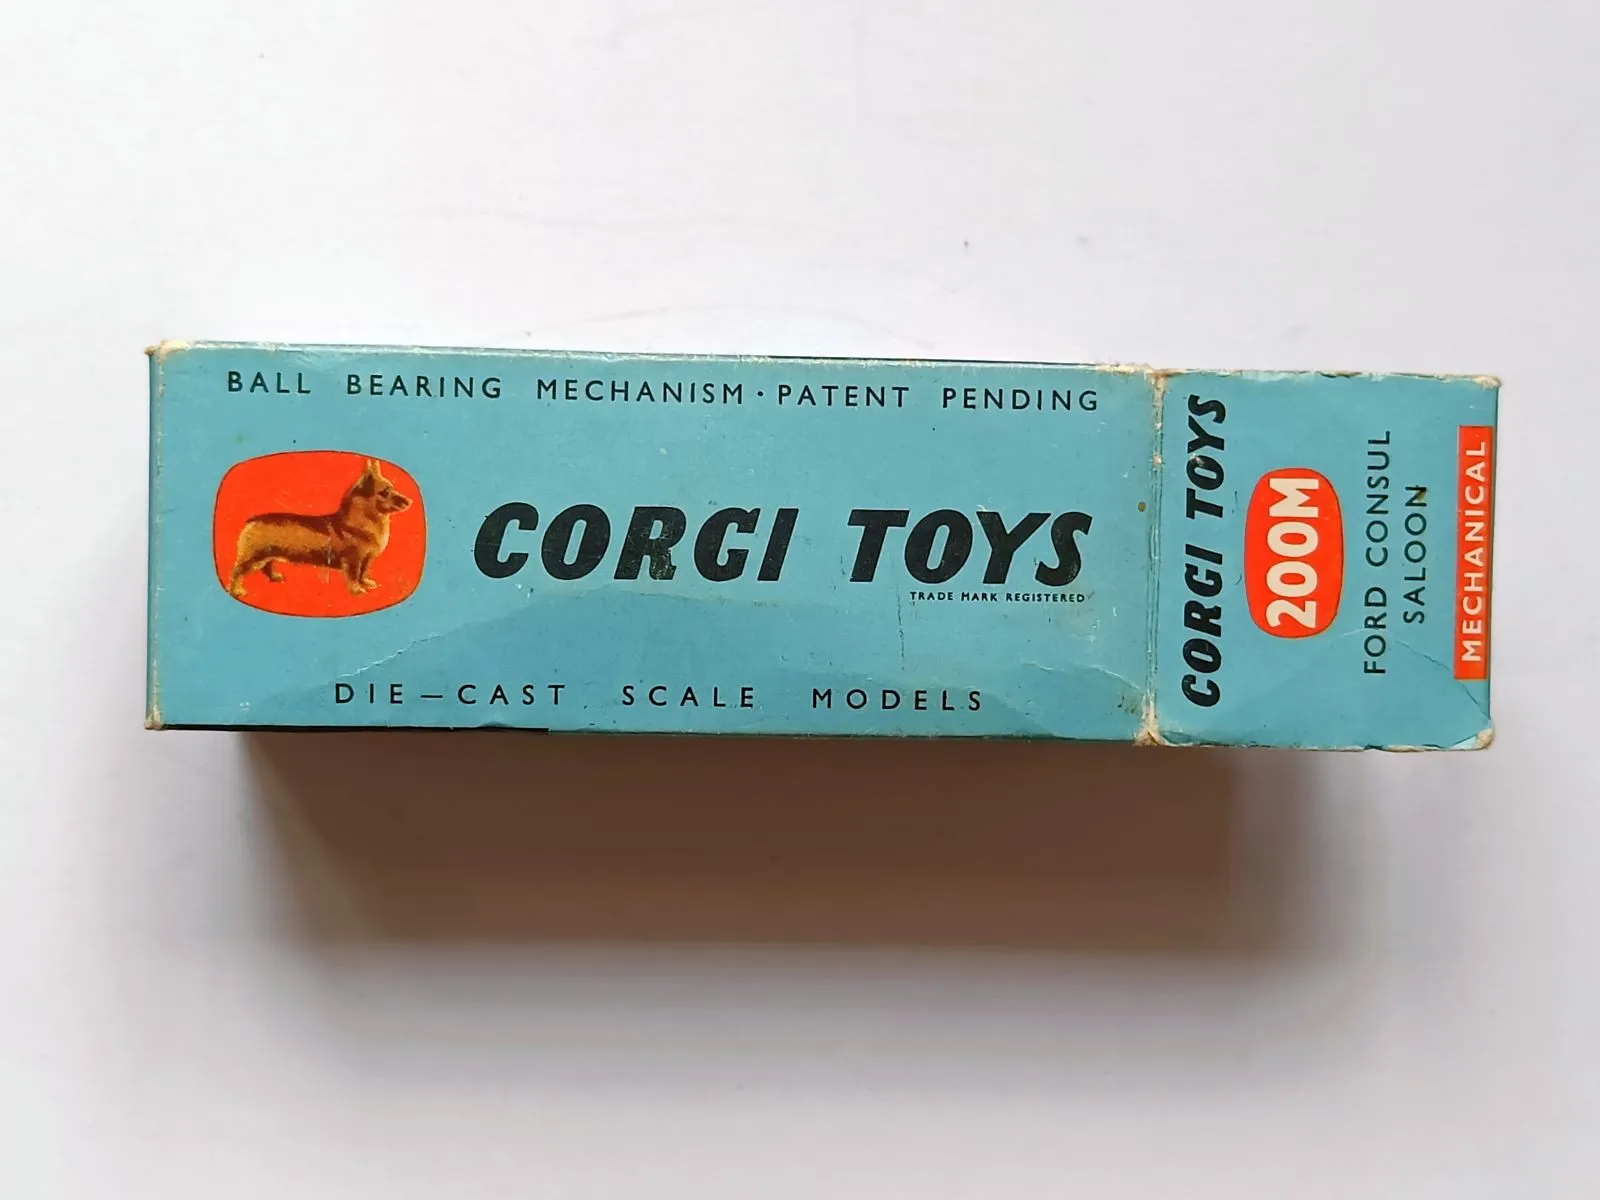 BALL BEARING MECHANISM · PATENT PENDING
CORGI TOYS
TRADE MARK REGISTERED
DIE—CAST SCALE MODELS
CORGI TOYS
200M
FORD CONSUL
SALOON
MECHANICAL